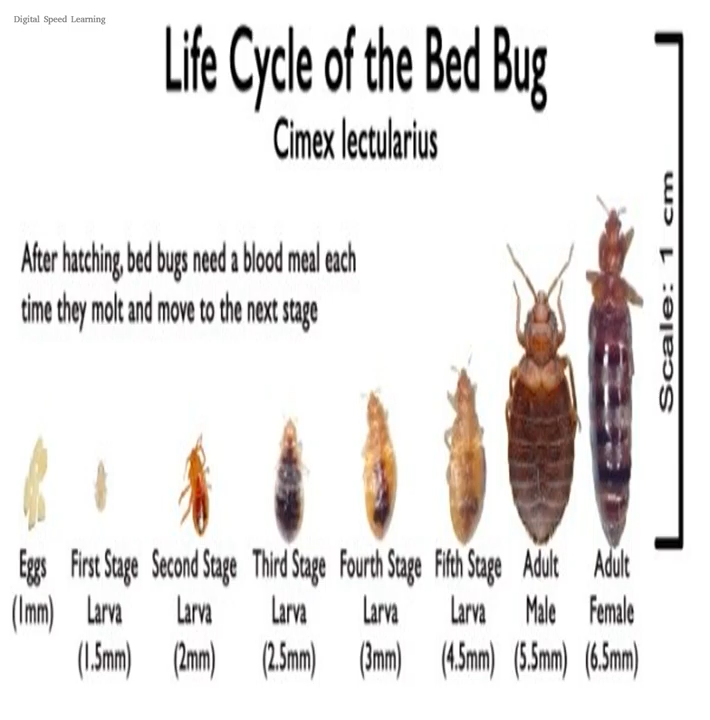 Digital Speed Learning
Life Cycle of the Bed Bug
Cimex lectularius
After hatching, bed bugs need a blood meal each
time they molt and move to the next stage
Scale: 1 cm
Eggs
(1mm)
First Stage
Larva
(1.5mm)
Second Stage
Larva
(2mm)
Third Stage
Larva
(2.5mm)
Fourth Stage
Larva
(3mm)
Fifth Stage
Larva
(4.5mm)
Adult
Male
(5.5mm)
Adult
Female
(6.5mm)